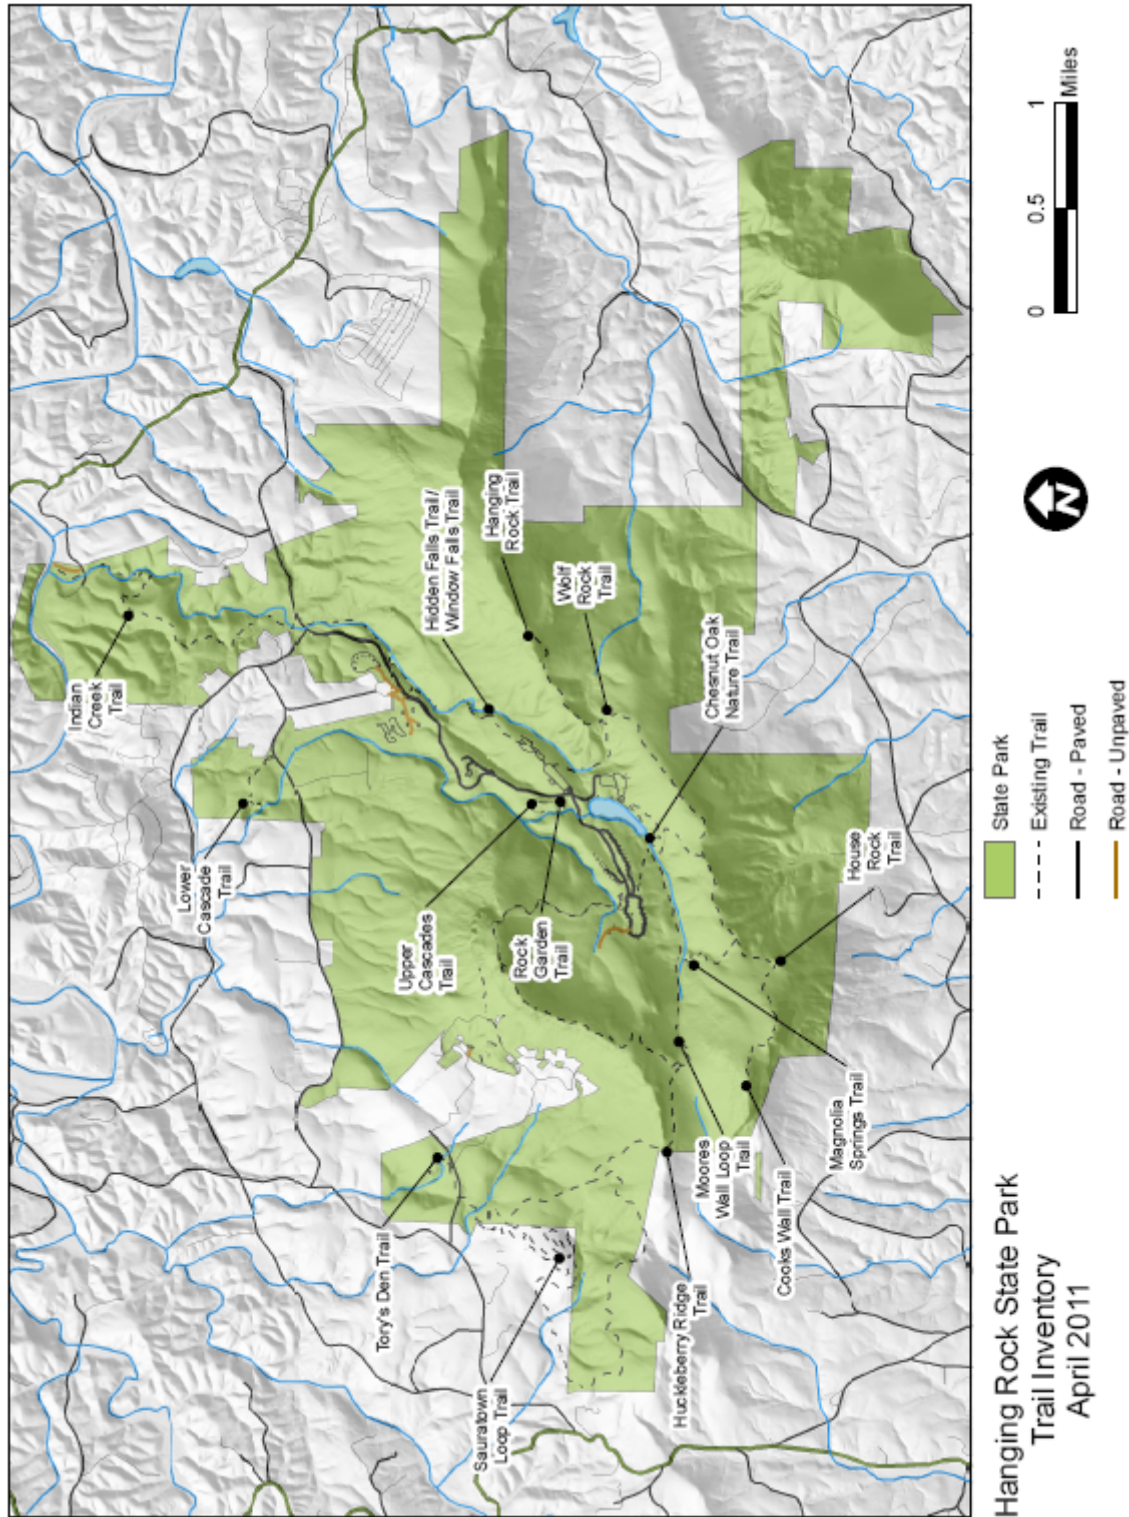 Indian
Creek
Trail
Lower
Cascade
Trail
Hidden Falls Trail/
Window Falls Trail
Hanging
Rock Trail
Upper
Cascades
Trail
Rock
Garden
Trail
Wolf
Rock
Trail
Chesnut Oak
Nature Trail
Tory's Den Trail
Sauratown
Loop Trail
Huckleberry Ridge
Trail
Moores
Wall Loop
Trail
Cooks Wall Trail
Magnolia
Springs Trail
House
Rock
Trail
Hanging Rock State Park
Trail Inventory
April 2011
State Park
Existing Trail
Road - Paved
Road - Unpaved
N
0 0.5 1
Miles